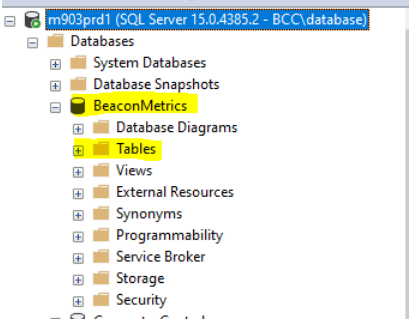 m903prd1 (SQL Server 15.0.4385.2 - BCC\database)
Databases
System Databases
Database Snapshots
BeaconMetrics
Database Diagrams
Tables
Views
External Resources
Synonyms
Programmability
Service Broker
Storage
Security